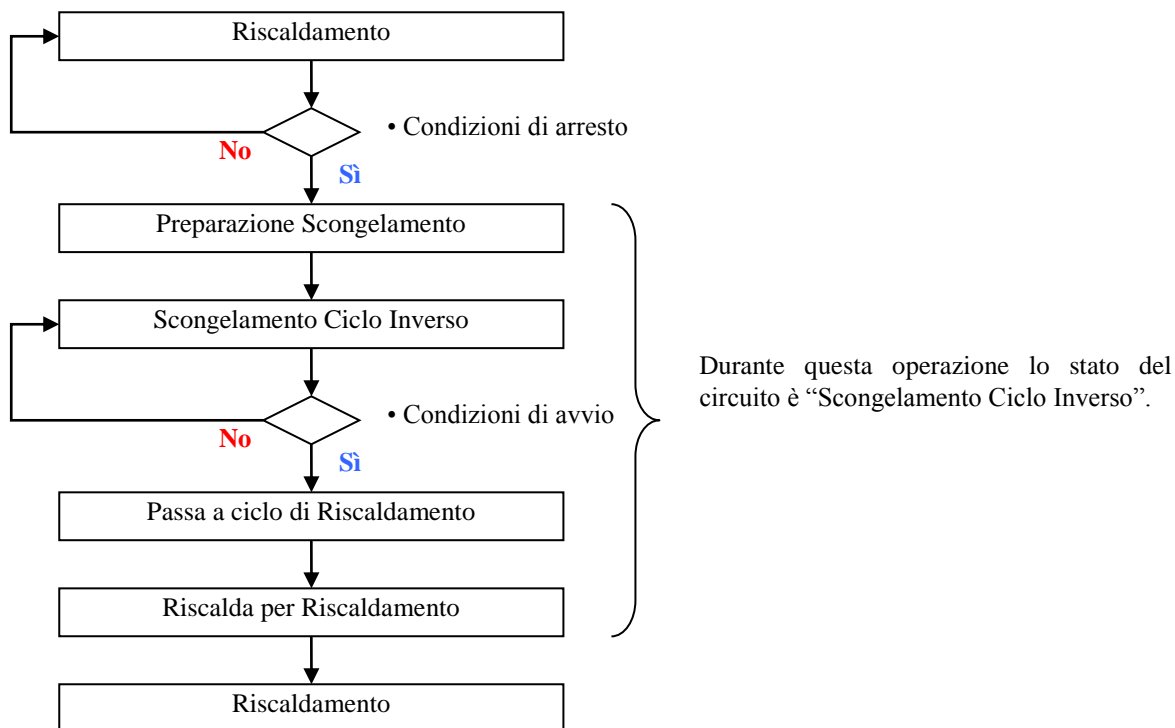 Riscaldamento
• Condizioni di arresto
No
Sì
Preparazione Scongelamento
Scongelamento Ciclo Inverso
Durante questa operazione lo stato del
circuito è “Scongelamento Ciclo Inverso”.
• Condizioni di avvio
No
Sì
Passa a ciclo di Riscaldamento
Riscalda per Riscaldamento
Riscaldamento